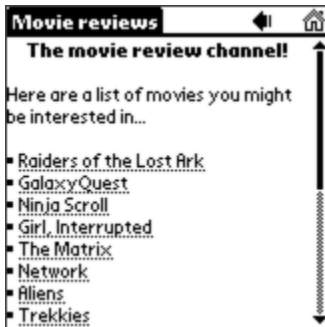 Movie reviews
The movie review channel!
Here are a list of movies you might
be interested in...
Raiders of the Lost Ark
GalaxyQuest
Ninja Scroll
Girl, Interrupted
The Matrix
Network
Aliens
Trekkies